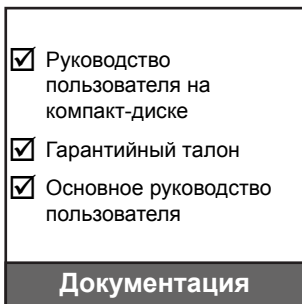 Руководство
пользователя на
компакт-диске
Гарантийный талон
Основное руководство
пользователя
Документация